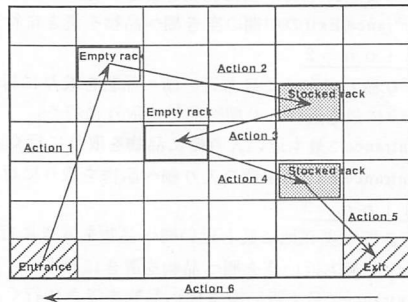 Empty rack
Action 2
Stocked rack
Empty rack
Action 3
Action 1
Stocked rack
Action 4
Action 5
Entrance
Exit
Action 6